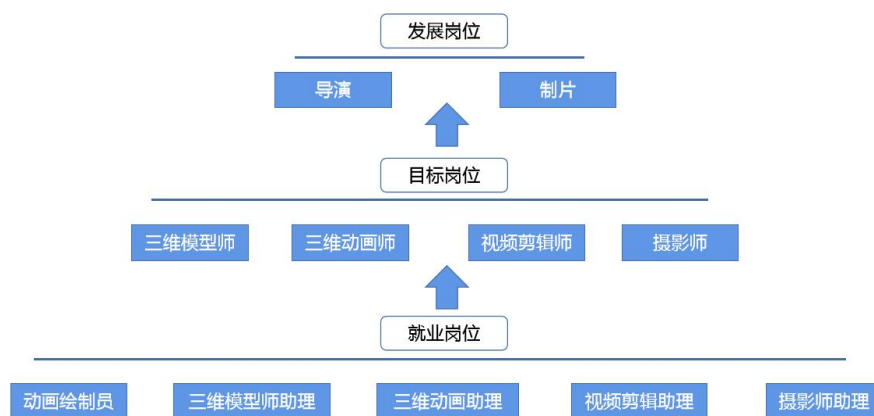 发展岗位
导演
制片
目标岗位
三维模型师
三维动画师
视频剪辑师
摄影师
就业岗位
动画绘制员
三维模型师助理
三维动画助理
视频剪辑助理
摄影师助理